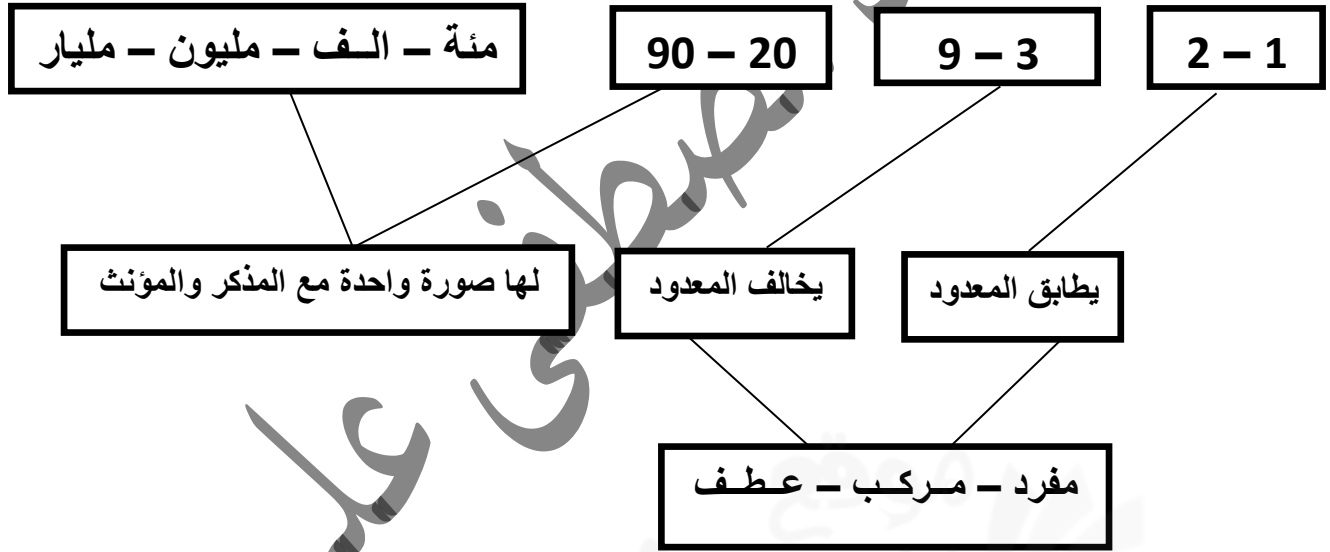 1 – 2
3 – 9
20 – 90
مئة – الـف – مليون – مليار
يطابق المعدود
يخالف المعدود
لها صورة واحدة مع المذكر والمؤنث
مفرد – مـركـب – عـطـف
موقع